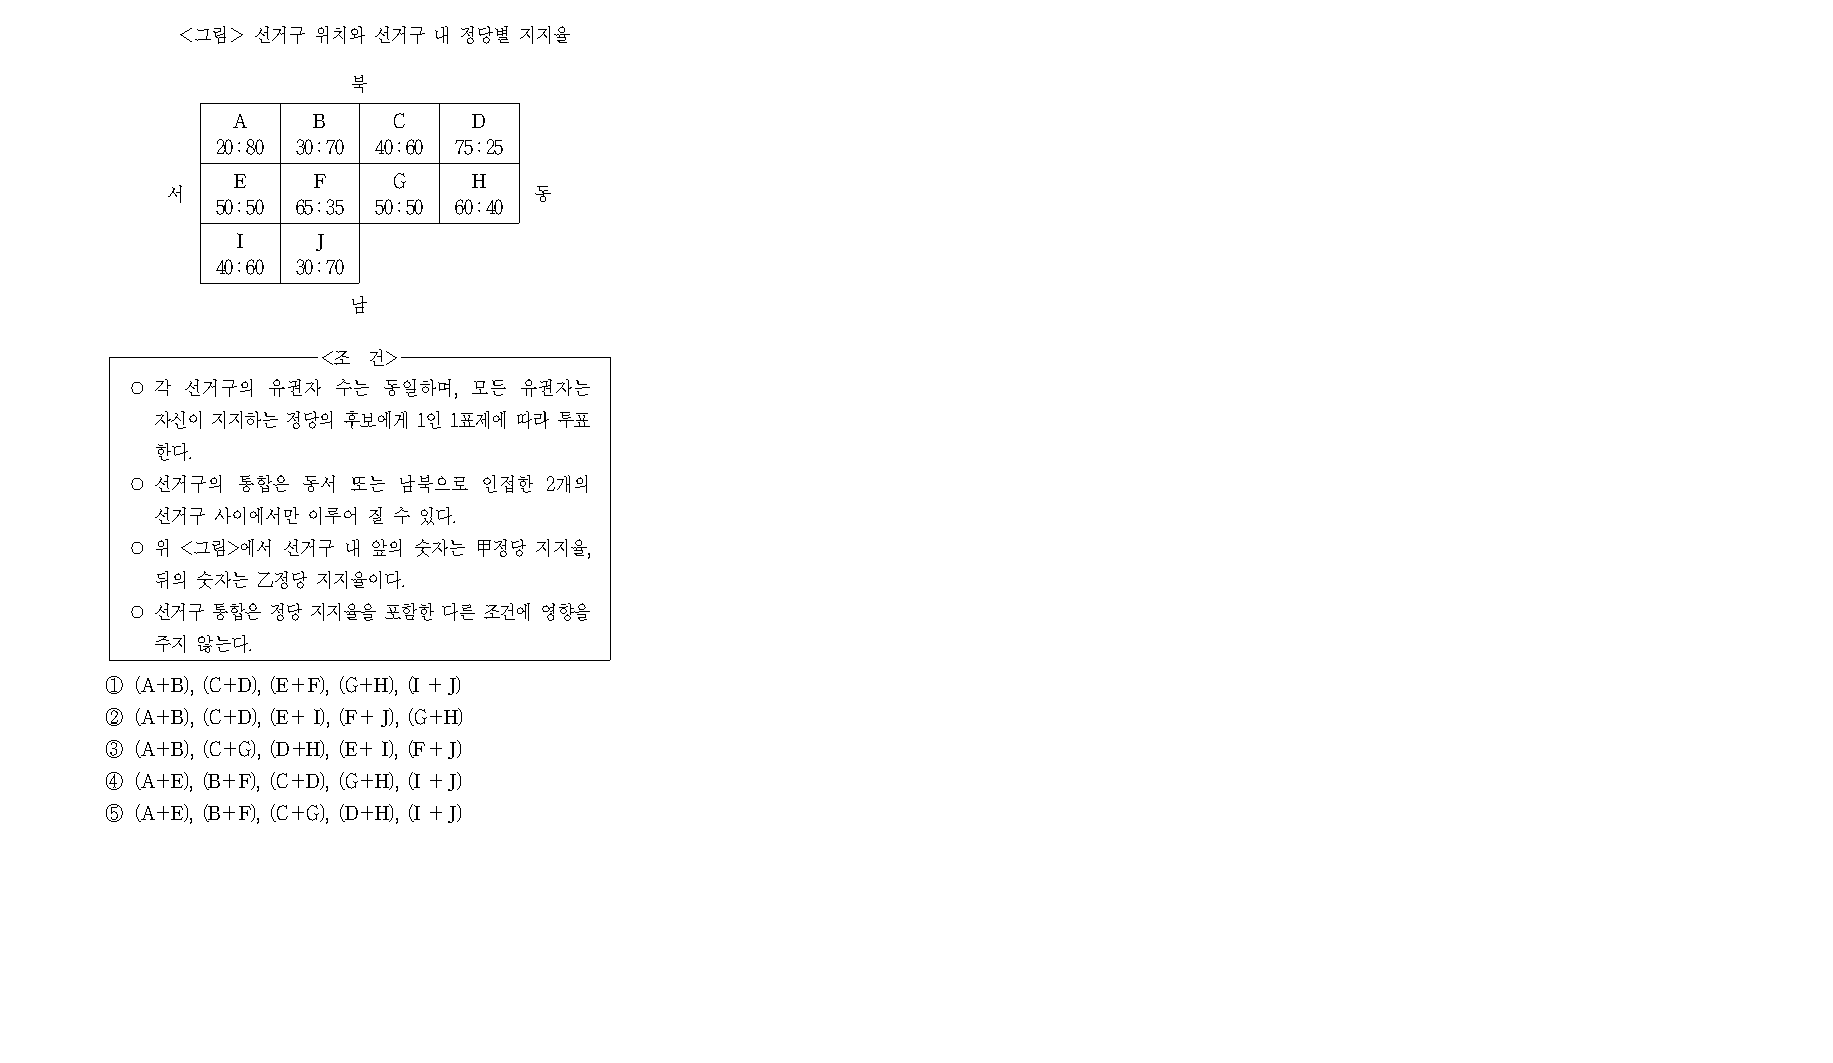 <그림> 선거구 위치와 선거구 내 정당별 지지율
북
A B C D
20:80 30:70 40:60 75:25
서 동
E F G H
50:50 65:35 50:50 60:40
I J
40:60 30:70
남
<조 건>
○ 각 선거구의 유권자 수는 동일하며, 모든 유권자는
자신이 지지하는 정당의 후보에게 1인 1표제에 따라 투표
한다.
○ 선거구의 통합은 동서 또는 남북으로 인접한 2개의
선거구 사이에서만 이루어 질 수 있다.
○ 위 <그림>에서 선거구 내 앞의 숫자는 甲정당 지지율,
뒤의 숫자는 乙정당 지지율이다.
○ 선거구 통합은 정당 지지율을 포함한 다른 조건에 영향을
주지 않는다.
① (A+B), (C+D), (E+F), (G+H), (I + J)
② (A+B), (C+D), (E+ I), (F+ J), (G+H)
③ (A+B), (C+G), (D+H), (E+ I), (F+J)
④ (A+E), (B+F), (C+D), (G+H), (I + J)
⑤ (A+E), (B+F), (C+G), (D+H), (I + J)